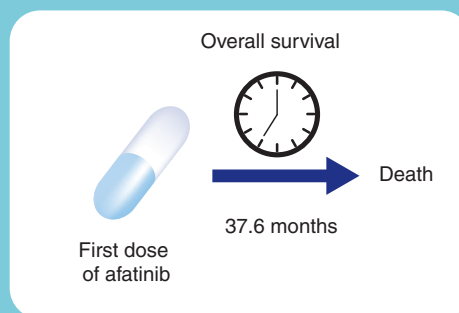 Overall survival
Death
37.6 months
First dose
of afatinib